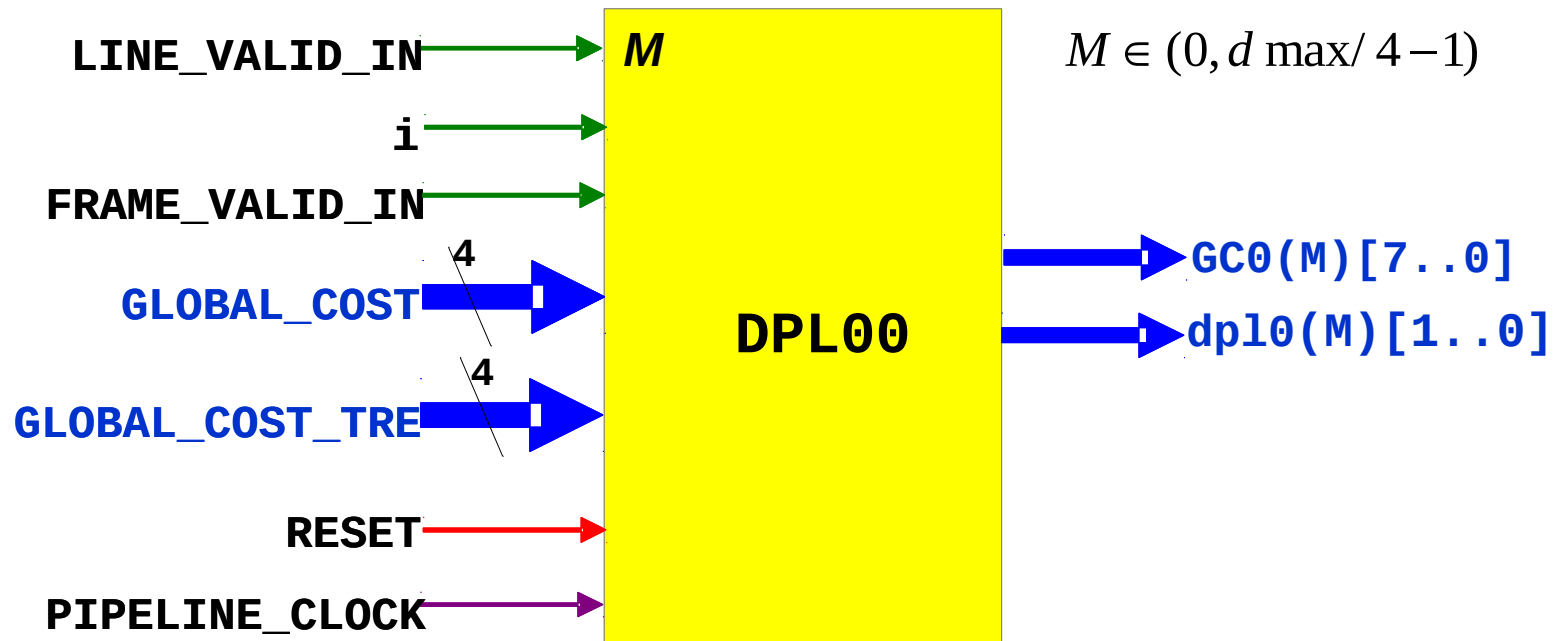 LINE_VALID_IN
M
M ∈ (0, d max/ 4 −1)
i
FRAME_VALID_IN
4
GLOBAL_COST
GC0(M)[7..0]
DPL00
dpl0(M)[1..0]
4
GLOBAL_COST_TRE
RESET
PIPELINE_CLOCK